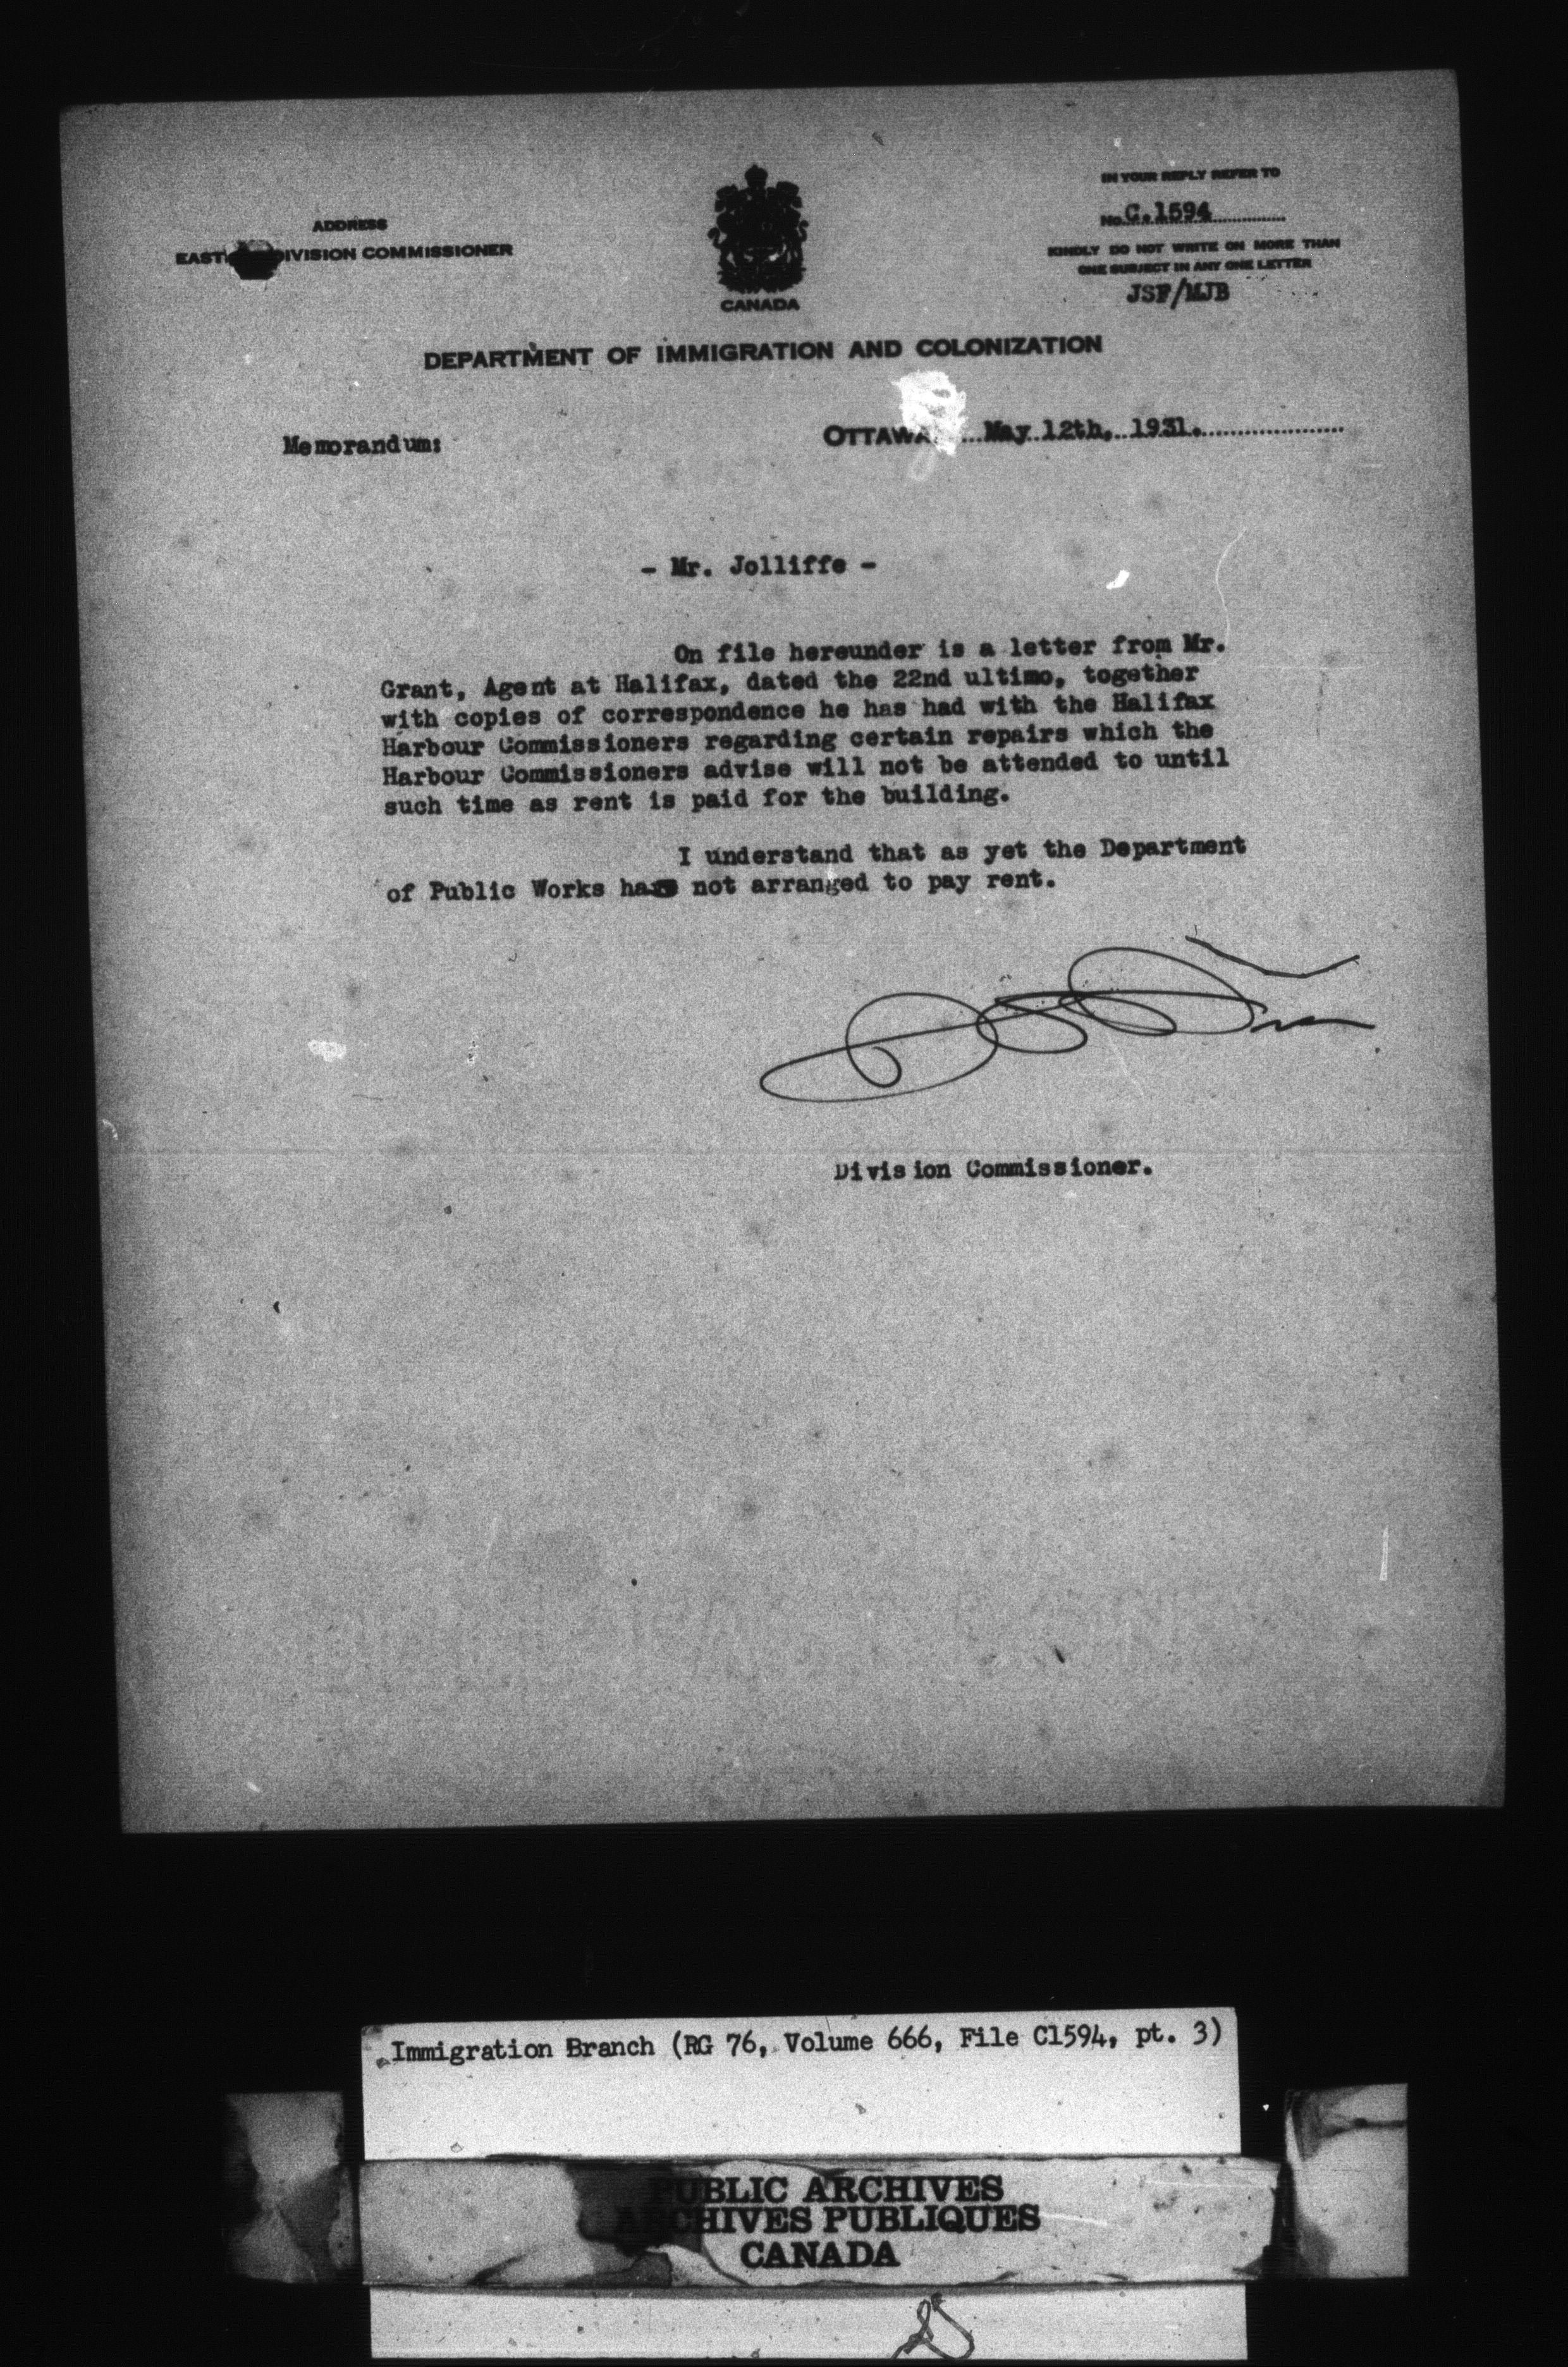 IN YOUR REPLY REFER TO
No. C.1594
KINDLY DO NOT WRITE ON MORE THAN
ONE SUBJECT IN ANY ONE LETTER
JSF/MJB
ADDRESS
EAST DIVISION COMMISSIONER
CANADA
DEPARTMENT OF IMMIGRATION AND COLONIZATION
OTTAWA May 12th, 1931.
Memorandum:
- Mr. Jolliffe -
On file hereunder is a letter from Mr.
Grant, Agent at Halifax, dated the 22nd ultimo, together
with copies of correspondence he has had with the Halifax
Harbour Commissioners regarding certain repairs which the
Harbour Commissioners advise will not be attended to until
such time as rent is paid for the building.
I understand that as yet the Department
of Public Works has not arranged to pay rent.
Division Commissioner.
Immigration Branch (RG 76, Volume 666, File C1594, pt. 3)
PUBLIC ARCHIVES
ARCHIVES PUBLIQUES
CANADA